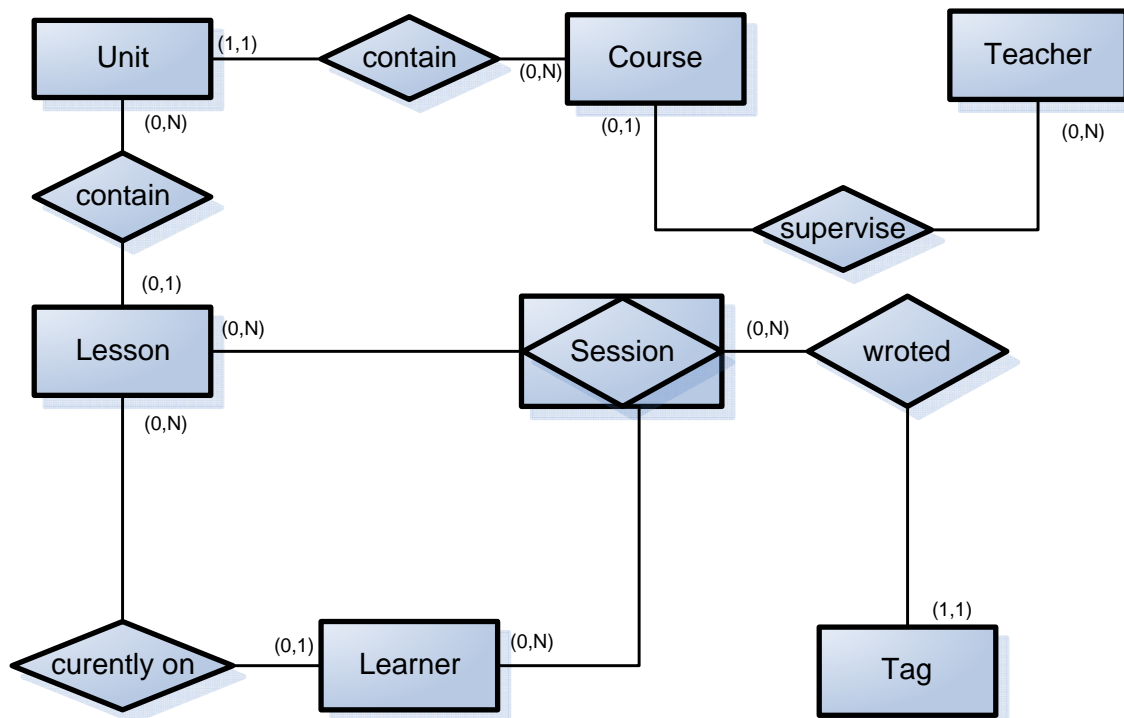 Unit
(1,1)
contain
(0,N)
Course
Teacher
(0,N)
(0,1)
(0,N)
contain
supervise
(0,1)
Lesson
(0,N)
Session
(0,N)
wroted
(0,N)
curently on
(0,1)
Learner
(0,N)
(1,1)
Tag